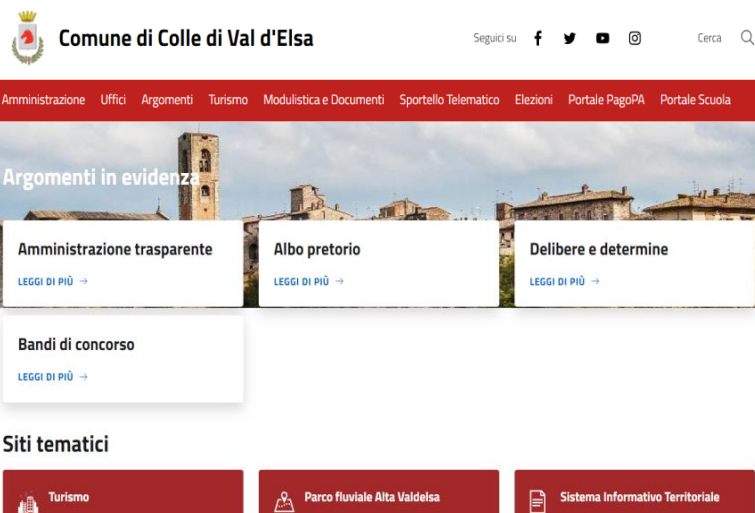 Comune di Colle di Val d'Elsa
Seguici su
Cerca
Amministrazione Uffici Argomenti Turismo Modulistica e Documenti Sportello Telematico Elezioni Portale PagoPA Portale Scuola
Argomenti in evidenza
Amministrazione trasparente
LEGGI DI PIÙ →
Albo pretorio
LEGGI DI PIÙ →
Delibere e determine
LEGGI DI PIÙ →
Bandi di concorso
LEGGI DI PIÙ →
Siti tematici
Turismo
Parco fluviale Alta Valdelsa
Sistema Informativo Territoriale